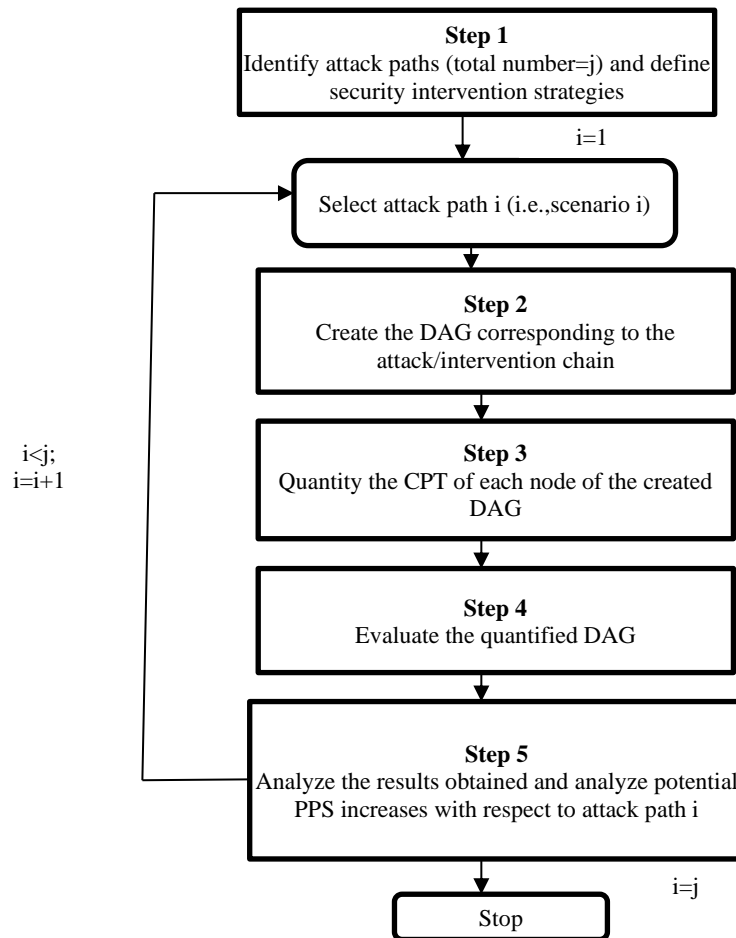 Step 1
Identify attack paths (total number=j) and define
security intervention strategies
i=1
Select attack path i (i.e.,scenario i)
Step 2
Create the DAG corresponding to the
attack/intervention chain
i<j;
i=i+1
Step 3
Quantity the CPT of each node of the created
DAG
Step 4
Evaluate the quantified DAG
Step 5
Analyze the results obtained and analyze potential
PPS increases with respect to attack path i
i=j
Stop